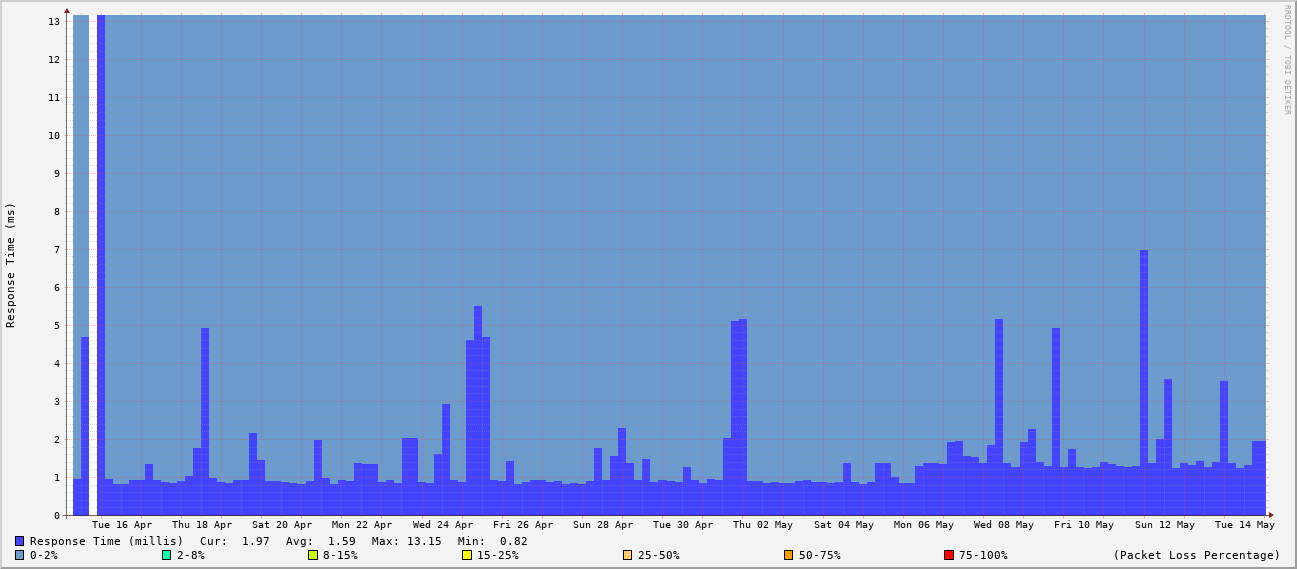 RRDTOOL / TOBI OETIKER
Response Time (ms)
13
12
11
10
9
8
7
6
5
4
3
2
1
0
Tue 16 Apr Thu 18 Apr Sat 20 Apr Mon 22 Apr Wed 24 Apr Fri 26 Apr Sun 28 Apr Tue 30 Apr Thu 02 May Sat 04 May Mon 06 May Wed 08 May Fri 10 May Sun 12 May Tue 14 May
Response Time (millis) Cur: 1.97 Avg: 1.59 Max: 13.15 Min: 0.82
0-2% 2-8% 8-15% 15-25% 25-50% 50-75% 75-100% (Packet Loss Percentage)